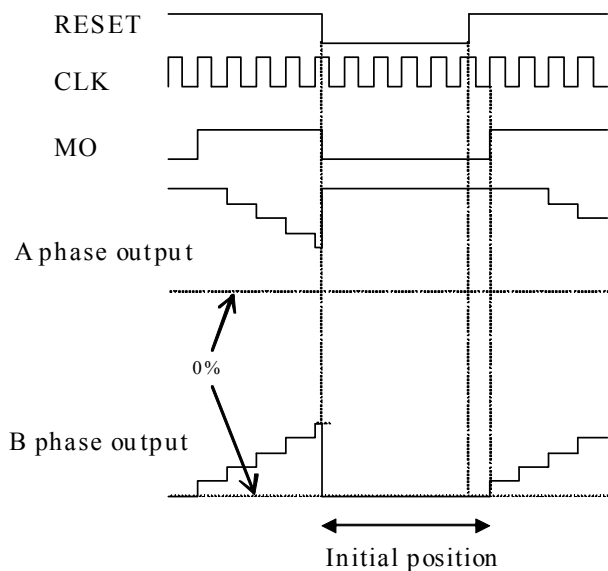 RESET
CLK
MO
A phase output
0%
B phase output
Initial position